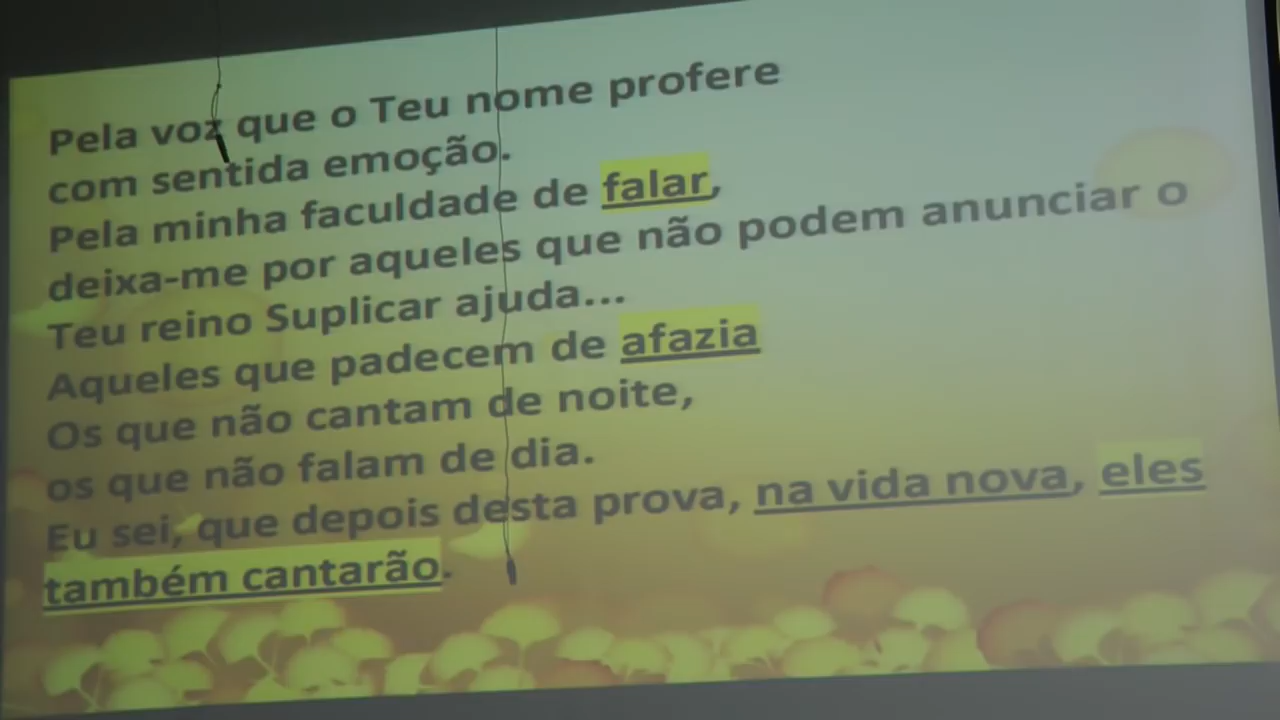 Pela voz que o Teu nome profere
com sentida emoção.
Pela minha faculdade de falar,
deixa-me por aqueles que não podem anunciar o
Teu reino Suplicar ajuda...
Aqueles que padecem de afazia
Os que não cantam de noite,
os que não falam de dia.
Eu sei, que depois desta prova, na vida nova, eles
também cantarão.